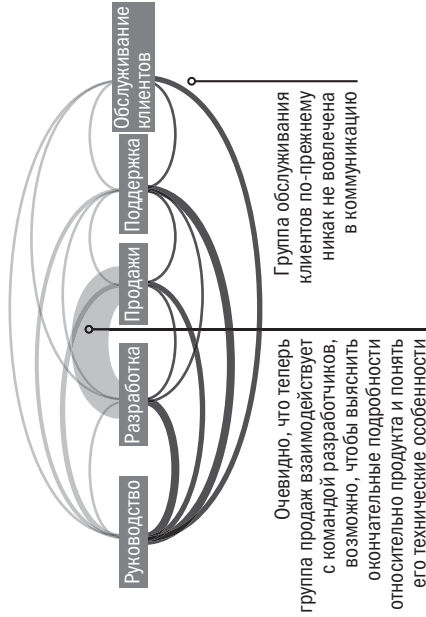 Руководство
Разработка
Продажи
Поддержка
Обслуживание
клиентов
Очевидно, что теперь
группа продаж взаимодействует
с командой разработчиков,
возможно, чтобы выяснить
окончательные подробности
относительно продукта и понять
его технические особенности
Группа обслуживания
клиентов по-прежнему
никак не вовлечена
в коммуникацию